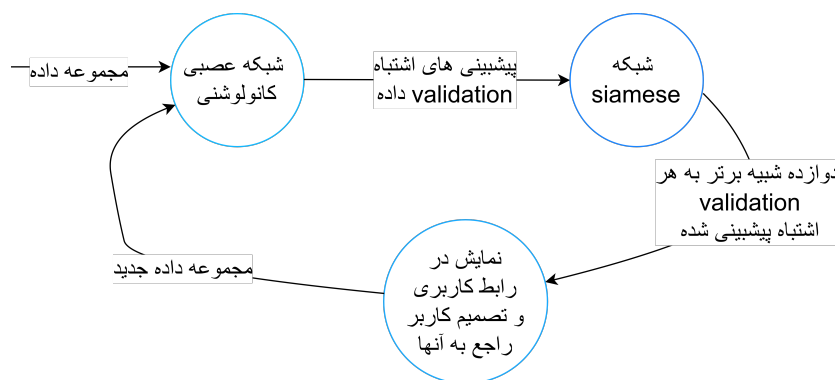 مجموعه داده
شبکه عصبی
کانولوشنی
پیشبینی های اشتباه
داده validation
شبکه
siamese
دوازده شبیه برتر به هر
validation
اشتباه پیشبینی شده
نمایش در
رابط کاربری
و تصمیم کاربر
راجع به آنها
مجموعه داده جدید